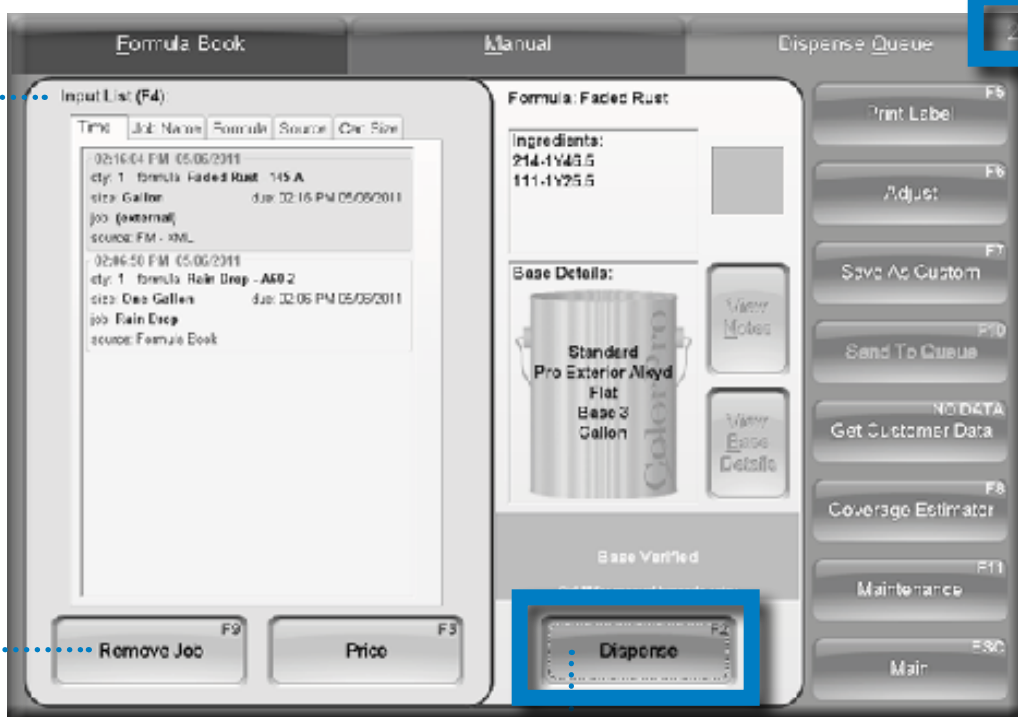 Formula Book
Manual
Dispense Queue
2
Input List (F4):
Time
Job Name
Formula
Source
Can Size
02:16:04 PM 05/06/2011
qty: 1 formula: Faded Rust - 145 A
size: Gallon due: 02:16 PM 05/06/2011
job: (external)
source: FM - XML
02:06:50 PM 05/06/2011
qty: 1 formula: Rain Drop - A60 2
size: One Gallon due: 02:06 PM 05/06/2011
job: Rain Drop
source: Formula Book
Remove Job
F9
Price
F3
Formula: Faded Rust
Ingredients:
214-1Y46.5
111-1Y25.5
Base Details:
Standard
Pro Exterior Alkyd
Flat
Base 3
Gallon
ColorPro
View
Notes
View
Base
Details
Base Verified
Dispense
F2
F5
Print Label
F6
Adjust
F7
Save As Custom
F10
Send To Queue
NO DATA
Get Customer Data
F8
Coverage Estimator
F11
Maintenance
ESC
Main